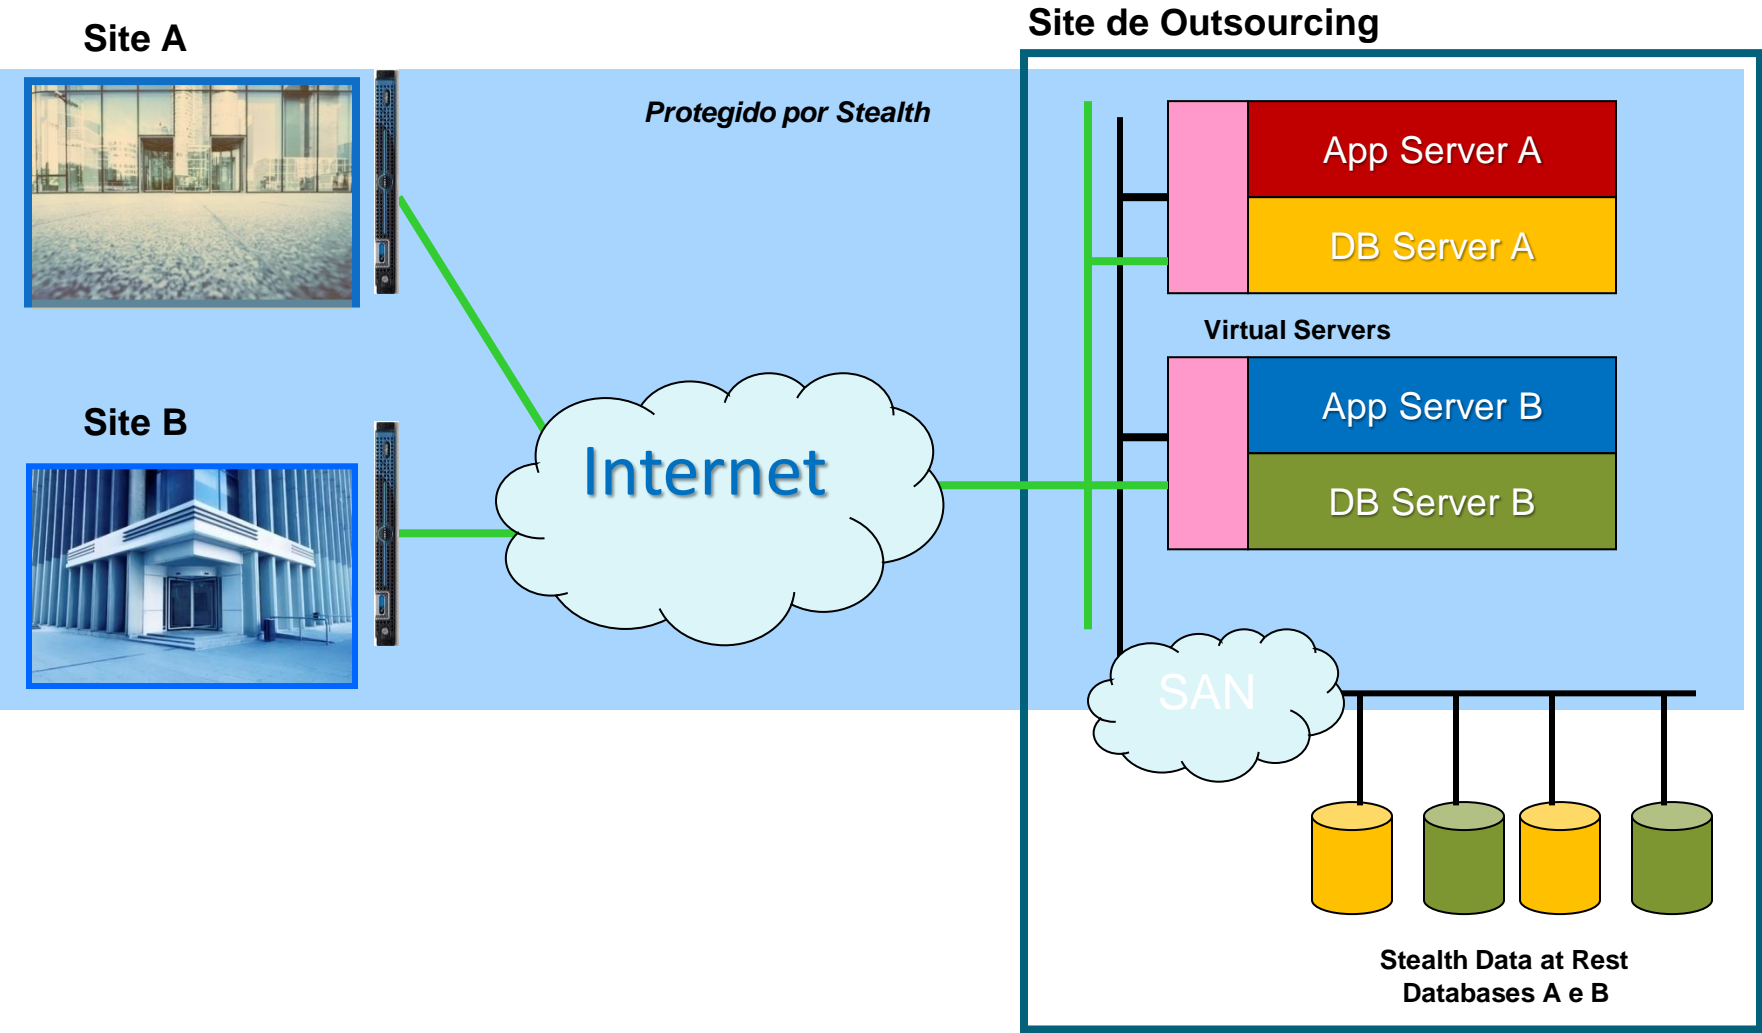 Site de Outsourcing
Site A
Protegido por Stealth
App Server A
DB Server A
Virtual Servers
Site B
App Server B
Internet
DB Server B
SAN
Stealth Data at Rest
Databases A e B